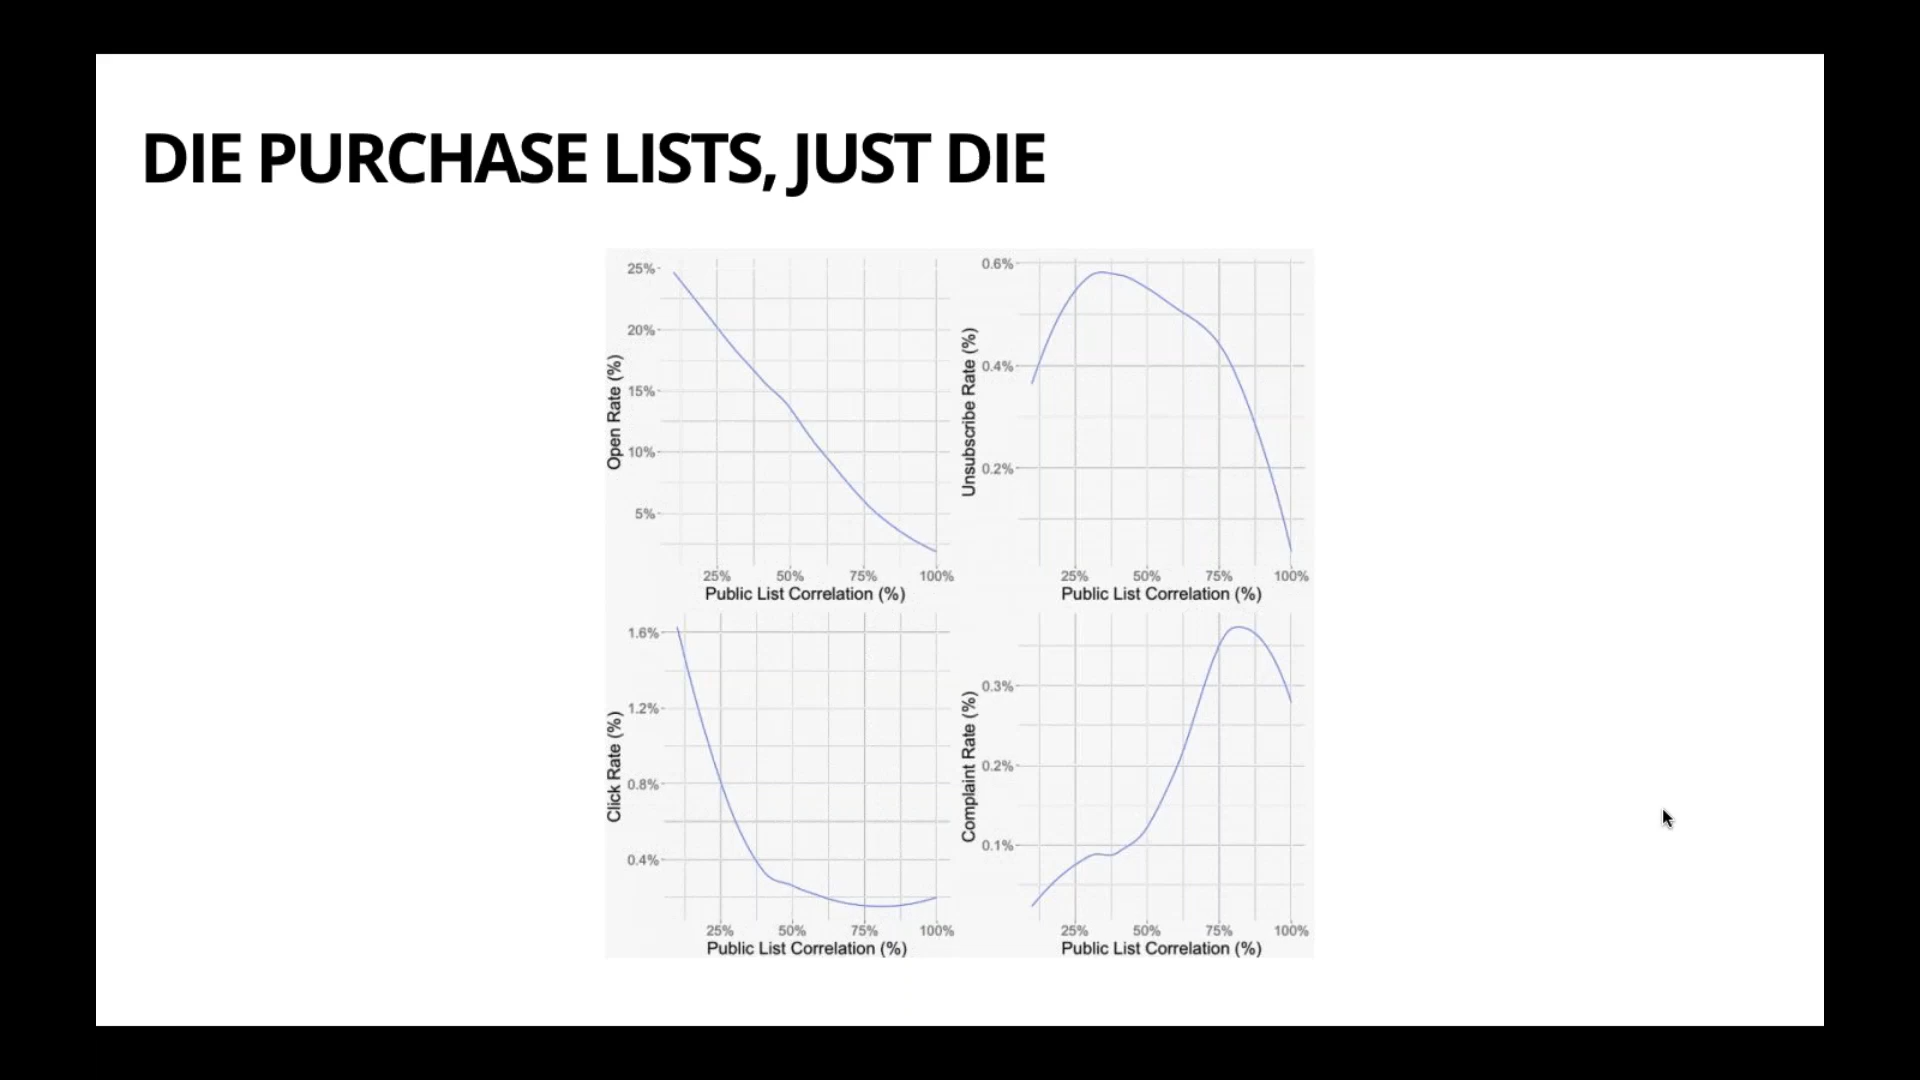 DIE PURCHASE LISTS, JUST DIE
Open Rate (%)
25%
20%
15%
10%
5%
25% 50% 75% 100%
Public List Correlation (%)
Unsubscribe Rate (%)
0.6%
0.4%
0.2%
25% 50% 75% 100%
Public List Correlation (%)
Click Rate (%)
1.6%
1.2%
0.8%
0.4%
25% 50% 75% 100%
Public List Correlation (%)
Complaint Rate (%)
0.3%
0.2%
0.1%
25% 50% 75% 100%
Public List Correlation (%)